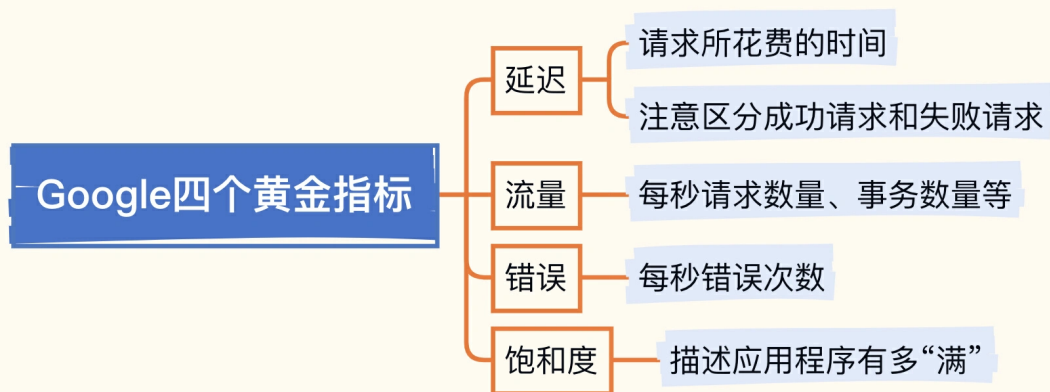 Google四个黄金指标
延迟
请求所花费的时间
注意区分成功请求和失败请求
流量
每秒请求数量、事务数量等
错误
每秒错误次数
饱和度
描述应用程序有多“满”